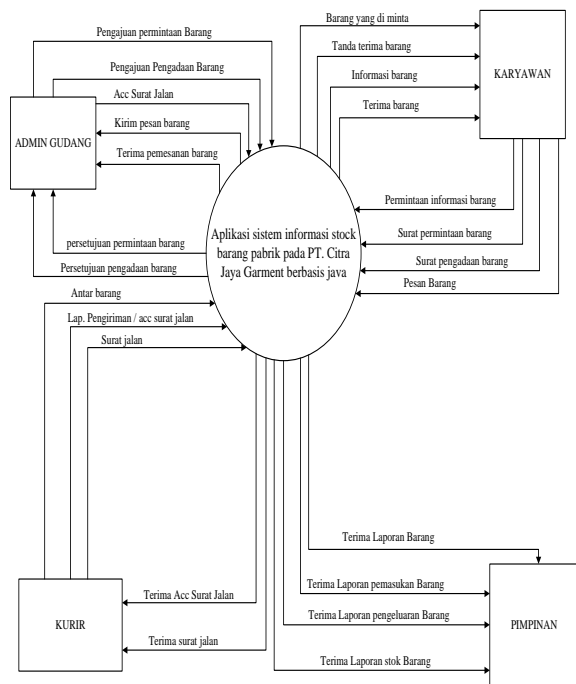 Pengajuan permintaan Barang
Pengajuan Pengadaan Barang
Acc Surat Jalan
Kirim pesan barang
Terima pemesanan barang
ADMIN GUDANG
persetujuan permintaan barang
Persetujuan pengadaan barang
Barang yang di minta
Tanda terima barang
Informasi barang
Terima barang
KARYAWAN
Permintaan informasi barang
Surat permintaan barang
Surat pengadaan barang
Pesan Barang
Aplikasi sistem informasi stock
barang pabrik pada PT. Citra
Jaya Garment berbasis java
Antar barang
Lap. Pengiriman / acc surat jalan
Surat jalan
Terima Acc Surat Jalan
Terima surat jalan
KURIR
Terima Laporan Barang
Terima Laporan pemasukan Barang
Terima Laporan pengeluaran Barang
Terima Laporan stok Barang
PIMPINAN